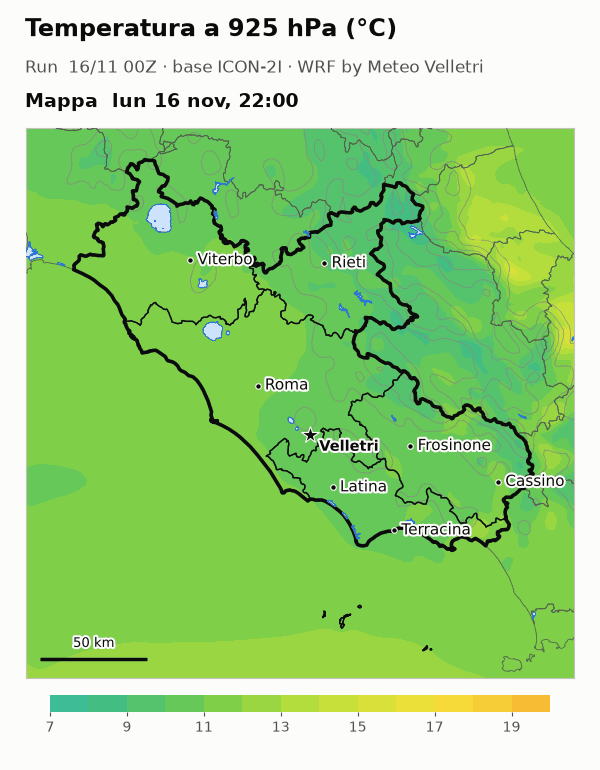 Temperatura a 925 hPa (°C)
Run  16/11 00Z · base ICON-2I · WRF by Meteo Velletri
Mappa  lun 16 nov, 22:00
Viterbo
Rieti
Roma
Velletri
Frosinone
Latina
Cassino
Terracina
50 km
7 9 11 13 15 17 19